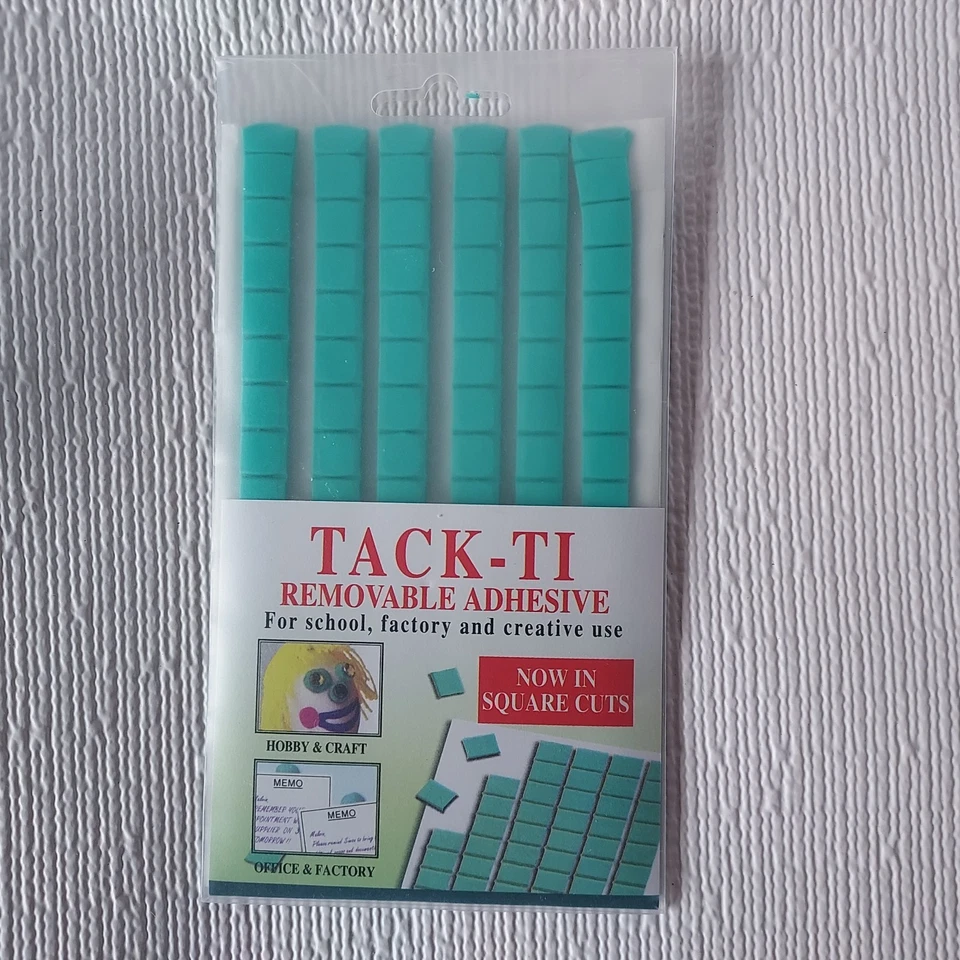 TACK-TI
REMOVABLE ADHESIVE
For school, factory and creative use
NOW IN
SQUARE CUTS
HOBBY & CRAFT
MEMO
MEMO
OFFICE & FACTORY